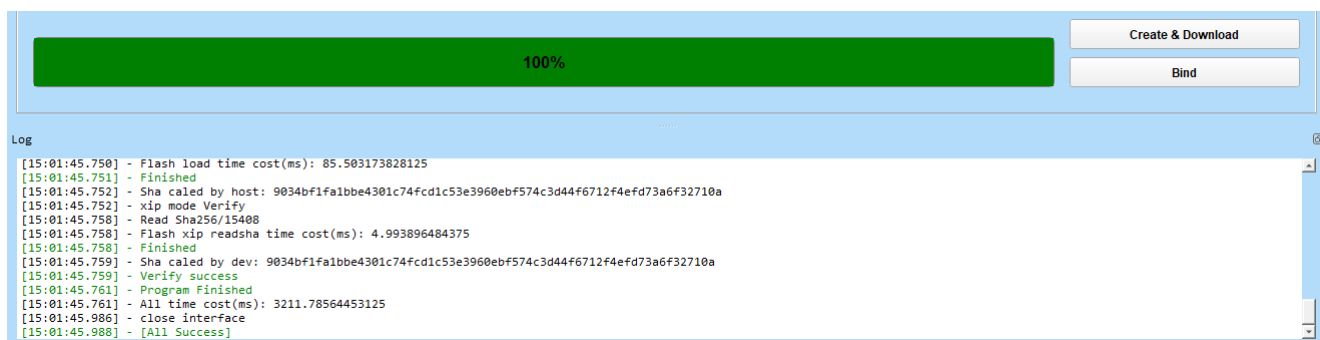 Create & Download
100%
Bind
Log
[15:01:45.750] - Flash load time cost(ms): 85.503173828125
[15:01:45.751] - Finished
[15:01:45.752] - Sha caled by host: 9034bf1fa1bbe4301c74fcd1c53e3960ebf574c3d44f6712f4efd73a6f32710a
[15:01:45.752] - xip mode Verify
[15:01:45.758] - Read Sha256/15408
[15:01:45.758] - Flash xip readsha time cost(ms): 4.993896484375
[15:01:45.758] - Finished
[15:01:45.759] - Sha caled by dev: 9034bf1fa1bbe4301c74fcd1c53e3960ebf574c3d44f6712f4efd73a6f32710a
[15:01:45.759] - Verify success
[15:01:45.761] - Program Finished
[15:01:45.761] - All time cost(ms): 3211.78564453125
[15:01:45.986] - close interface
[15:01:45.988] - [All Success]